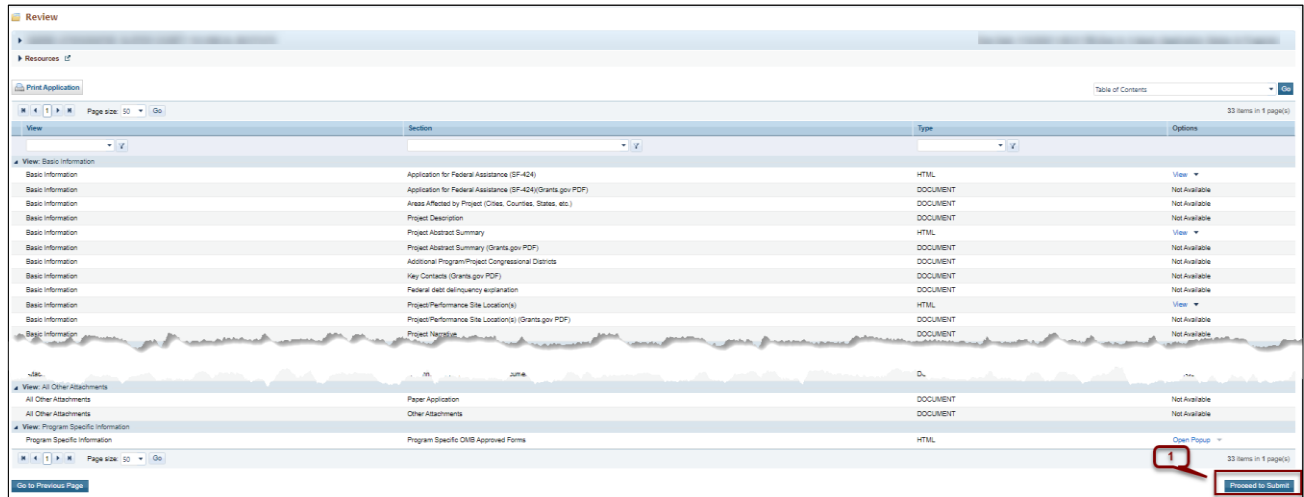 Review
Resources
Print Application
Table of Contents Go
1 Page size: 50 Go 33 items in 1 page(s)
View Section Type Options
View: Basic Information
Basic Information Application for Federal Assistance (SF-424) HTML View
Basic Information Application for Federal Assistance (SF-424)(Grants.gov PDF) DOCUMENT Not Available
Basic Information Areas Affected by Project (Cities, Counties, States, etc.) DOCUMENT Not Available
Basic Information Project Description DOCUMENT Not Available
Basic Information Project Abstract Summary HTML View
Basic Information Project Abstract Summary (Grants.gov PDF) DOCUMENT Not Available
Basic Information Additional Program/Project Congressional Districts DOCUMENT Not Available
Basic Information Key Contacts (Grants.gov PDF) DOCUMENT Not Available
Basic Information Federal debt delinquency explanation DOCUMENT Not Available
Basic Information Project/Performance Site Location(s) HTML View
Basic Information Project/Performance Site Location(s) (Grants.gov PDF) DOCUMENT Not Available
Basic Information Project Narrative DOCUMENT Not Available
View: All Other Attachments
All Other Attachments Paper Application DOCUMENT Not Available
All Other Attachments Other Attachments DOCUMENT Not Available
View: Program Specific Information
Program Specific Information Program Specific OMB Approved Forms HTML Open Popup
1 Page size: 50 Go 1 33 items in 1 page(s)
Go to Previous Page Proceed to Submit